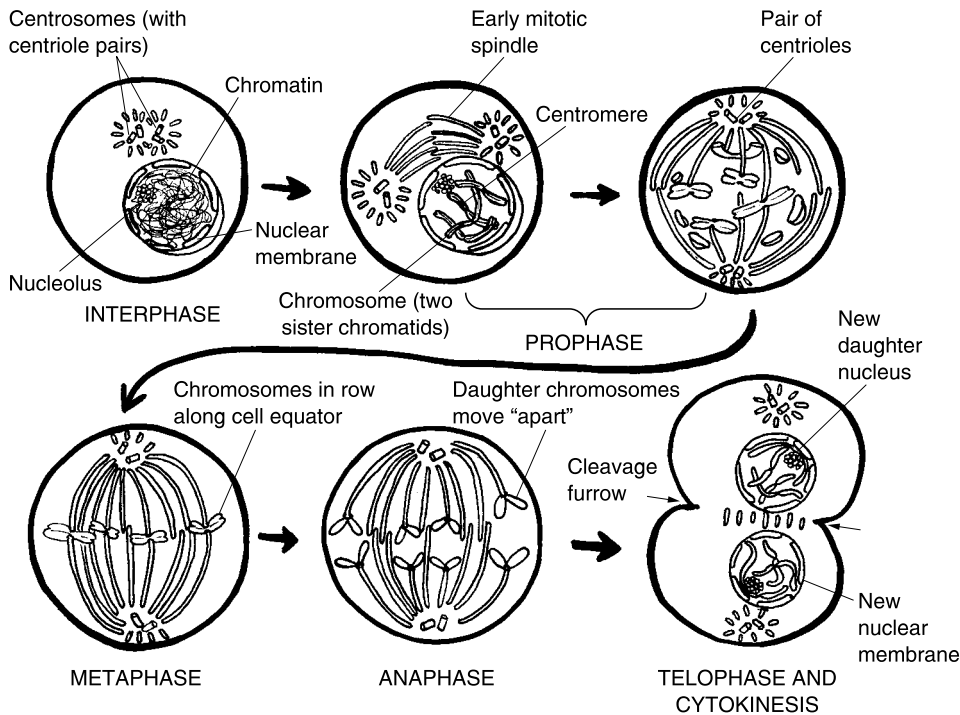 Centrosomes (with
centriole pairs)
Chromatin
Nuclear
membrane
Nucleolus
INTERPHASE
Early mitotic
spindle
Centromere
Chromosome (two
sister chromatids)
Pair of
centrioles
PROPHASE
Chromosomes in row
along cell equator
METAPHASE
Daughter chromosomes
move “apart”
ANAPHASE
New
daughter
nucleus
Cleavage
furrow
New
nuclear
membrane
TELOPHASE AND
CYTOKINESIS